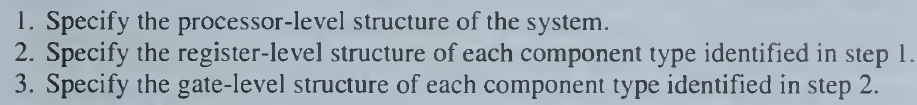 1. Specify the processor-level structure of the system.
2. Specify the register-level structure of each component type identified in step 1.
3. Specify the gate-level structure of each component type identified in step 2.